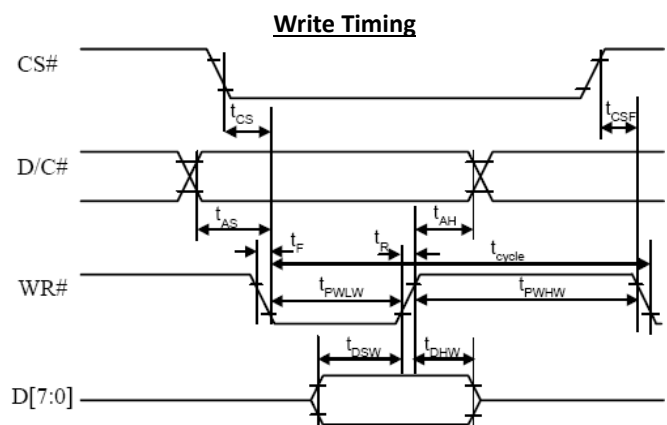 Write Timing
CS#
tCS
tCSF
D/C#
tAS
tAH
tF
tR
tcycle
WR#
tPWLW
tPWHW
tDSW
tDHW
D[7:0]